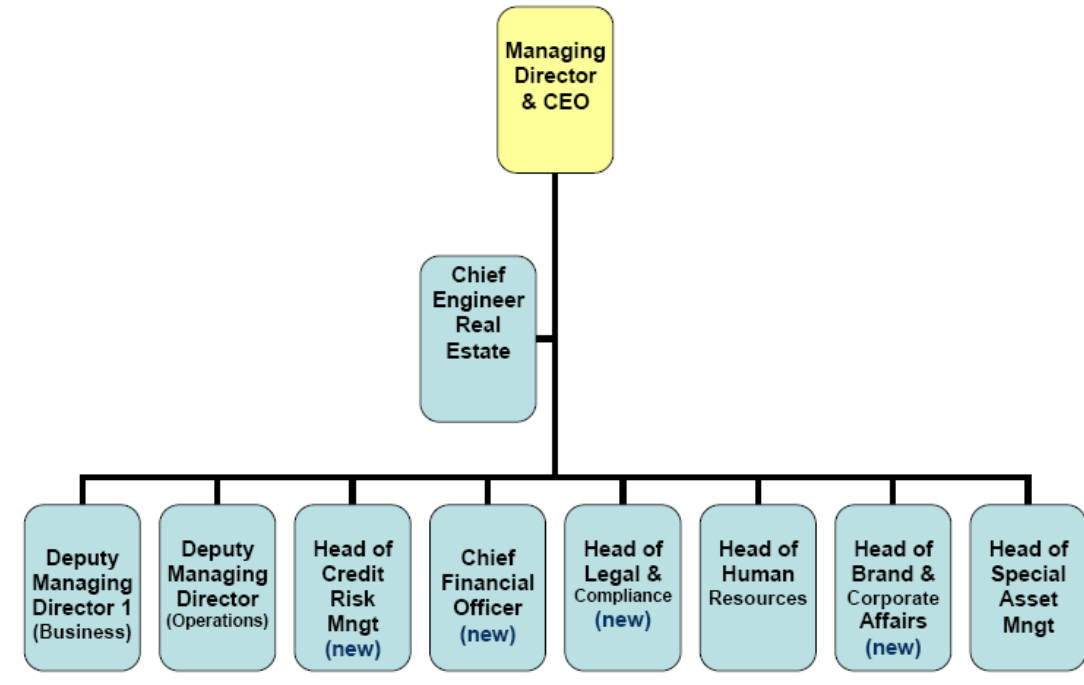 Managing
Director
& CEO
Chief
Engineer
Real
Estate
Deputy
Managing
Director 1
(Business)
Deputy
Managing
Director
(Operations)
Head of
Credit
Risk
Mngt
(new)
Chief
Financial
Officer
(new)
Head of
Legal &
Compliance
(new)
Head of
Human
Resources
Head of
Brand &
Corporate
Affairs
(new)
Head of
Special
Asset
Mngt